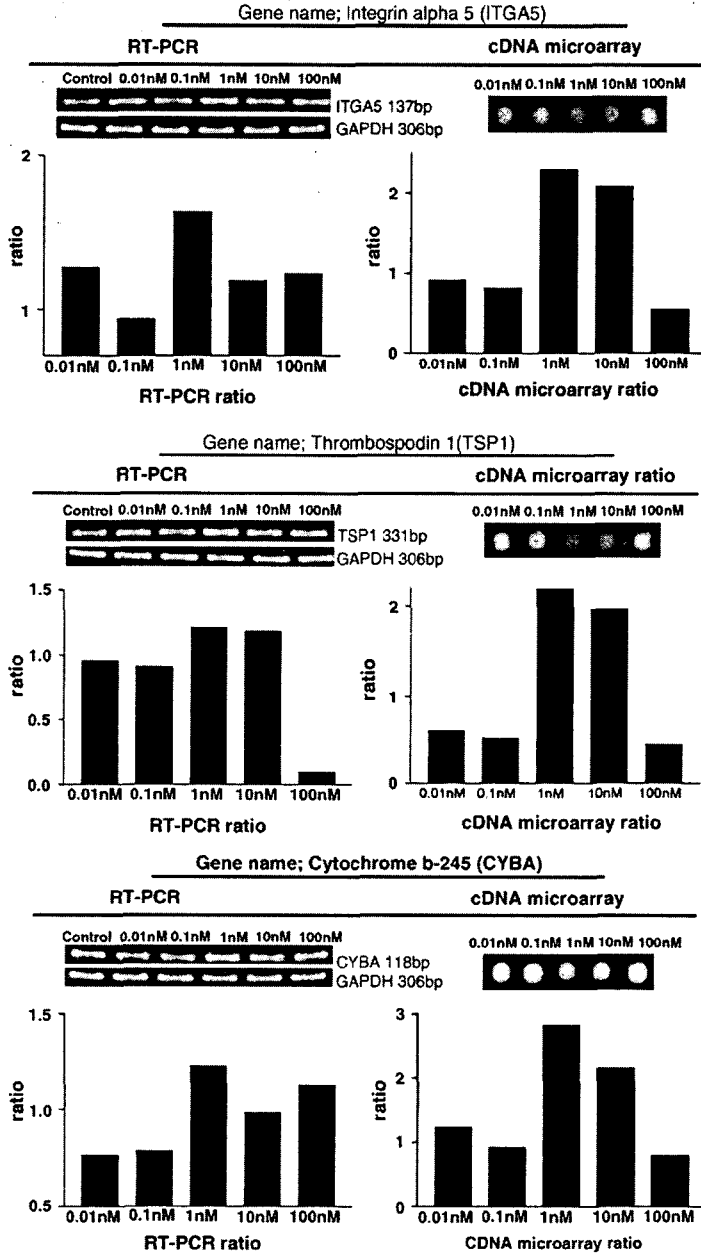 Gene name; Integrin alpha 5 (ITGA5)
RT-PCR
cDNA microarray
Control 0.01nM 0.1nM 1nM 10nM 100nM
0.01nM 0.1nM 1nM 10nM 100nM
ITGA5 137bp
GAPDH 306bp
2
1
ratio
0.01nM 0.1nM 1nM 10nM 100nM
RT-PCR ratio
2
1
0
ratio
0.01nM 0.1nM 1nM 10nM 100nM
cDNA microarray ratio
Gene name; Thrombospodin 1(TSP1)
RT-PCR
cDNA microarray ratio
Control 0.01nM 0.1nM 1nM 10nM 100nM
0.01nM 0.1nM 1nM 10nM 100nM
TSP1 331bp
GAPDH 306bp
1.5
1.0
0.5
0.0
ratio
0.01nM 0.1nM 1nM 10nM 100nM
RT-PCR ratio
2
1
0
ratio
0.01nM 0.1nM 1nM 10nM 100nM
cDNA microarray ratio
Gene name; Cytochrome b-245 (CYBA)
RT-PCR
cDNA microarray
Control 0.01nM 0.1nM 1nM 10nM 100nM
0.01nM 0.1nM 1nM 10nM 100nM
CYBA 118bp
GAPDH 306bp
1.5
1.0
0.5
ratio
0.01nM 0.1nM 1nM 10nM 100nM
RT-PCR ratio
3
2
1
0
ratio
0.01nM 0.1nM 1nM 10nM 100nM
CDNA microarray ratio